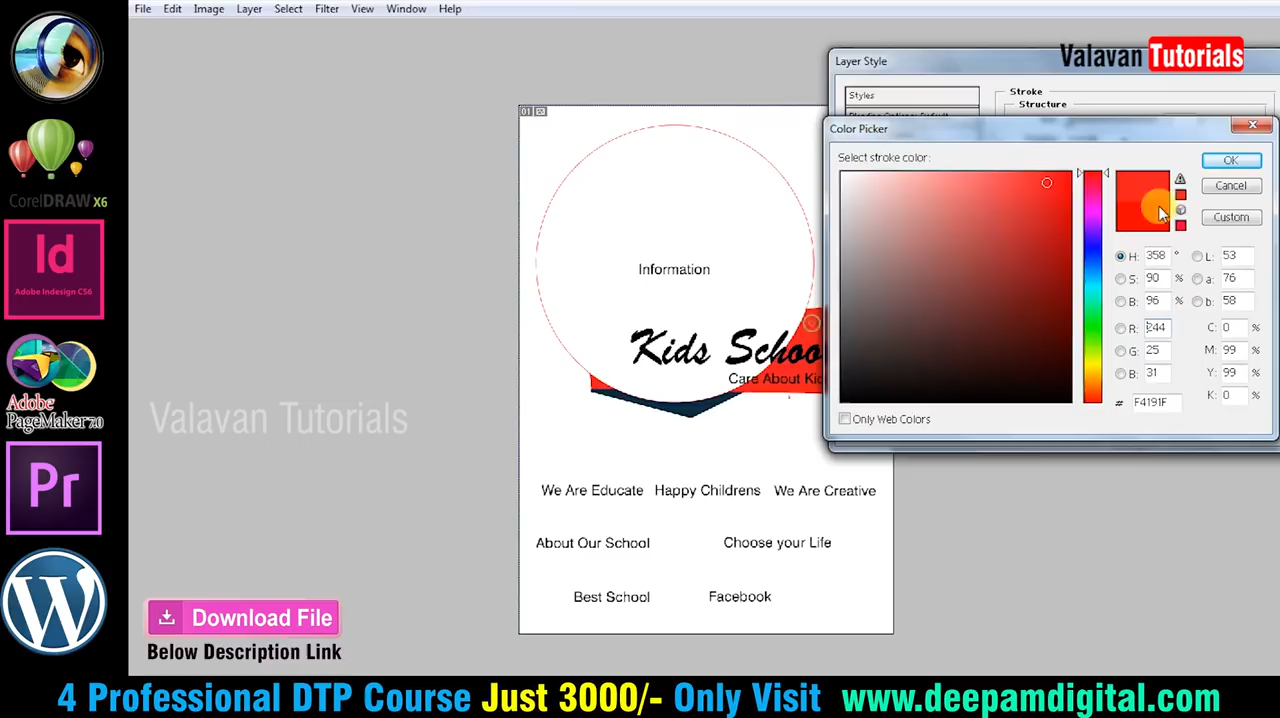 File Edit Image Layer Select Filter View Window Help
Valavan Tutorials
Layer Style
Styles
Stroke
Structure
Blending Options: Default
Color Picker
Select stroke color:
OK
Cancel
Custom
H: 358 ° L: 53
S: 90 % a: 76
B: 96 % b: 58
R: 244 C: 0 %
G: 25 M: 99 %
B: 31 Y: 99 %
# F4191F K: 0 %
Only Web Colors
01
Information
Kids Schoo
Care About Kid
We Are Educate Happy Childrens We Are Creative
About Our School Choose your Life
Best School Facebook
CorelDRAW X6
Id
Adobe Indesign CS6
Adobe
PageMaker 7.0
Pr
W
Valavan Tutorials
Download File
Below Description Link
4 Professional DTP Course Just 3000/- Only Visit www.deepamdigital.com